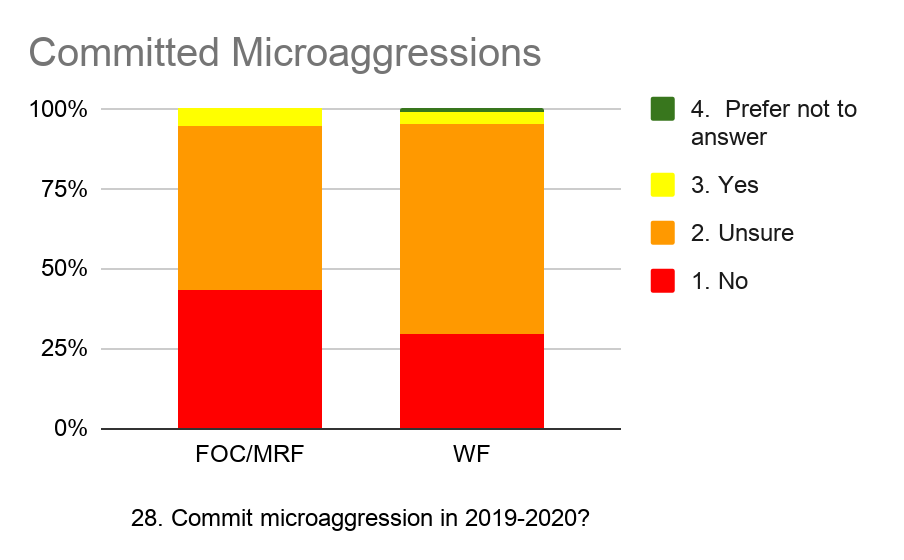 Committed Microaggressions
100%
75%
50%
25%
0%
FOC/MRF
WF
4.  Prefer not to
answer
3. Yes
2. Unsure
1. No
28. Commit microaggression in 2019-2020?